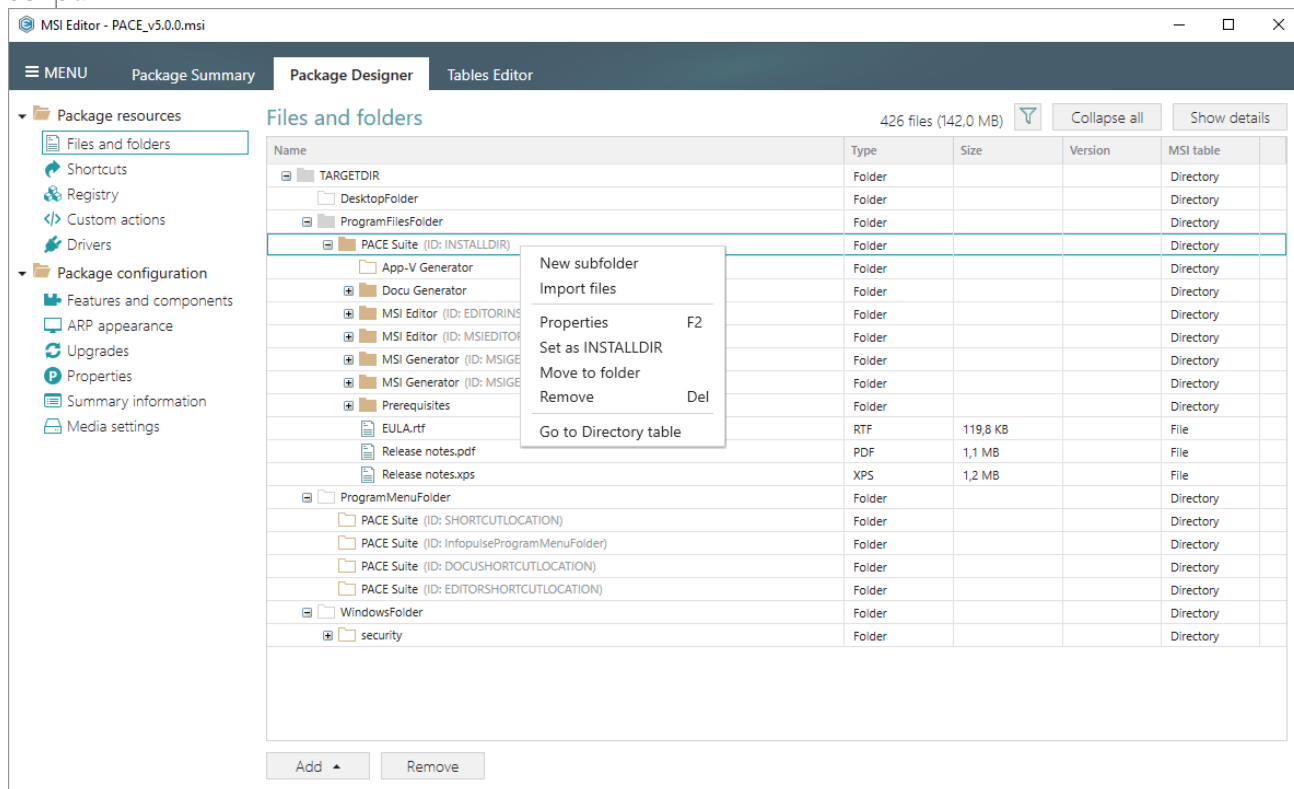 MSI Editor - PACE_v5.0.0.msi
MENU Package Summary Package Designer Tables Editor
Package resources
Files and folders
Shortcuts
Registry
Custom actions
Drivers
Package configuration
Features and components
ARP appearance
Upgrades
Properties
Summary information
Media settings
Files and folders 426 files (142,0 MB) Collapse all Show details
Name Type Size Version MSI table
TARGETDIR Folder Directory
DesktopFolder Folder Directory
ProgramFilesFolder Folder Directory
PACE Suite (ID: INSTALLDIR) Folder Directory
App-V Generator Folder Directory
Docu Generator Folder Directory
MSI Editor (ID: EDITORINS Folder Directory
MSI Editor (ID: MSIEDITOR Folder Directory
MSI Generator (ID: MSIGE Folder Directory
MSI Generator (ID: MSIGE Folder Directory
Prerequisites Folder Directory
EULA.rtf RTF 119,8 KB File
Release notes.pdf PDF 1,1 MB File
Release notes.xps XPS 1,2 MB File
ProgramMenuFolder Folder Directory
PACE Suite (ID: SHORTCUTLOCATION) Folder Directory
PACE Suite (ID: InfopulseProgramMenuFolder) Folder Directory
PACE Suite (ID: DOCUSHORTCUTLOCATION) Folder Directory
PACE Suite (ID: EDITORSHORTCUTLOCATION) Folder Directory
WindowsFolder Folder Directory
security Folder Directory
New subfolder
Import files
Properties F2
Set as INSTALLDIR
Move to folder
Remove Del
Go to Directory table
Add Remove